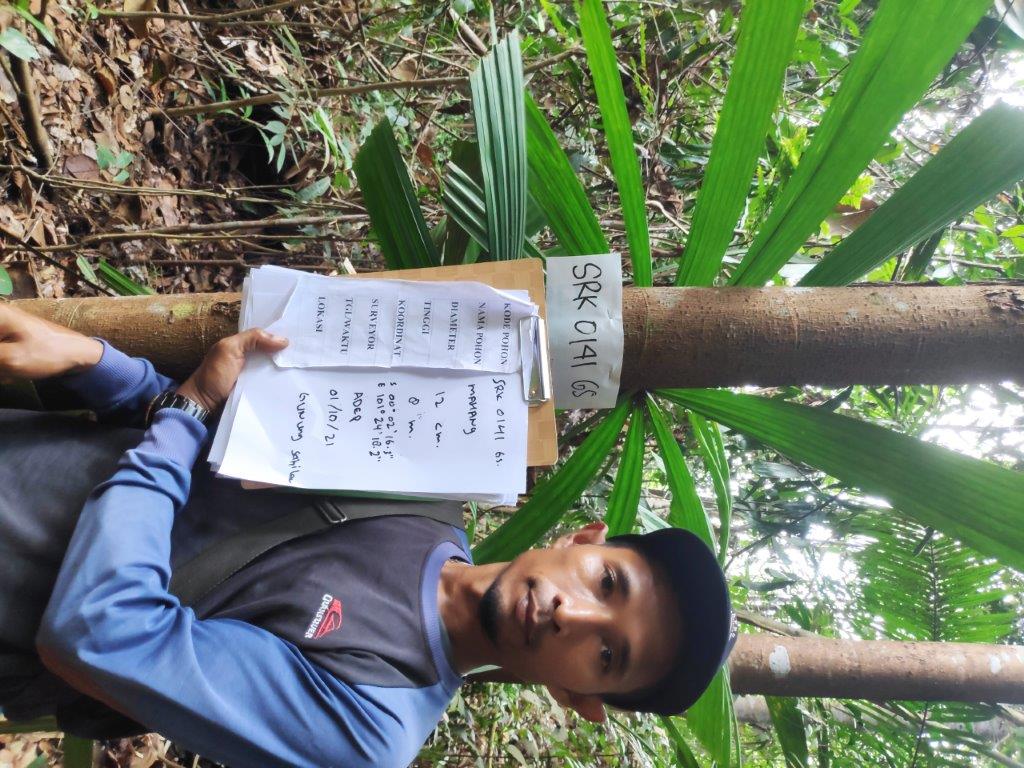 SRK 0141 GS
KODE POHON SRK 0141 GS.
NAMA POHON MAHANG
DIAMETER 12 cm.
TINGGI 8 m.
KOORDINAT S 00° 02' 16.3"
E 101° 24' 18.2"
SURVEYOR ADEP
TGL/WAKTU 01/10/21
LOKASI GUNUNG Sahilan
QUIKSILVER